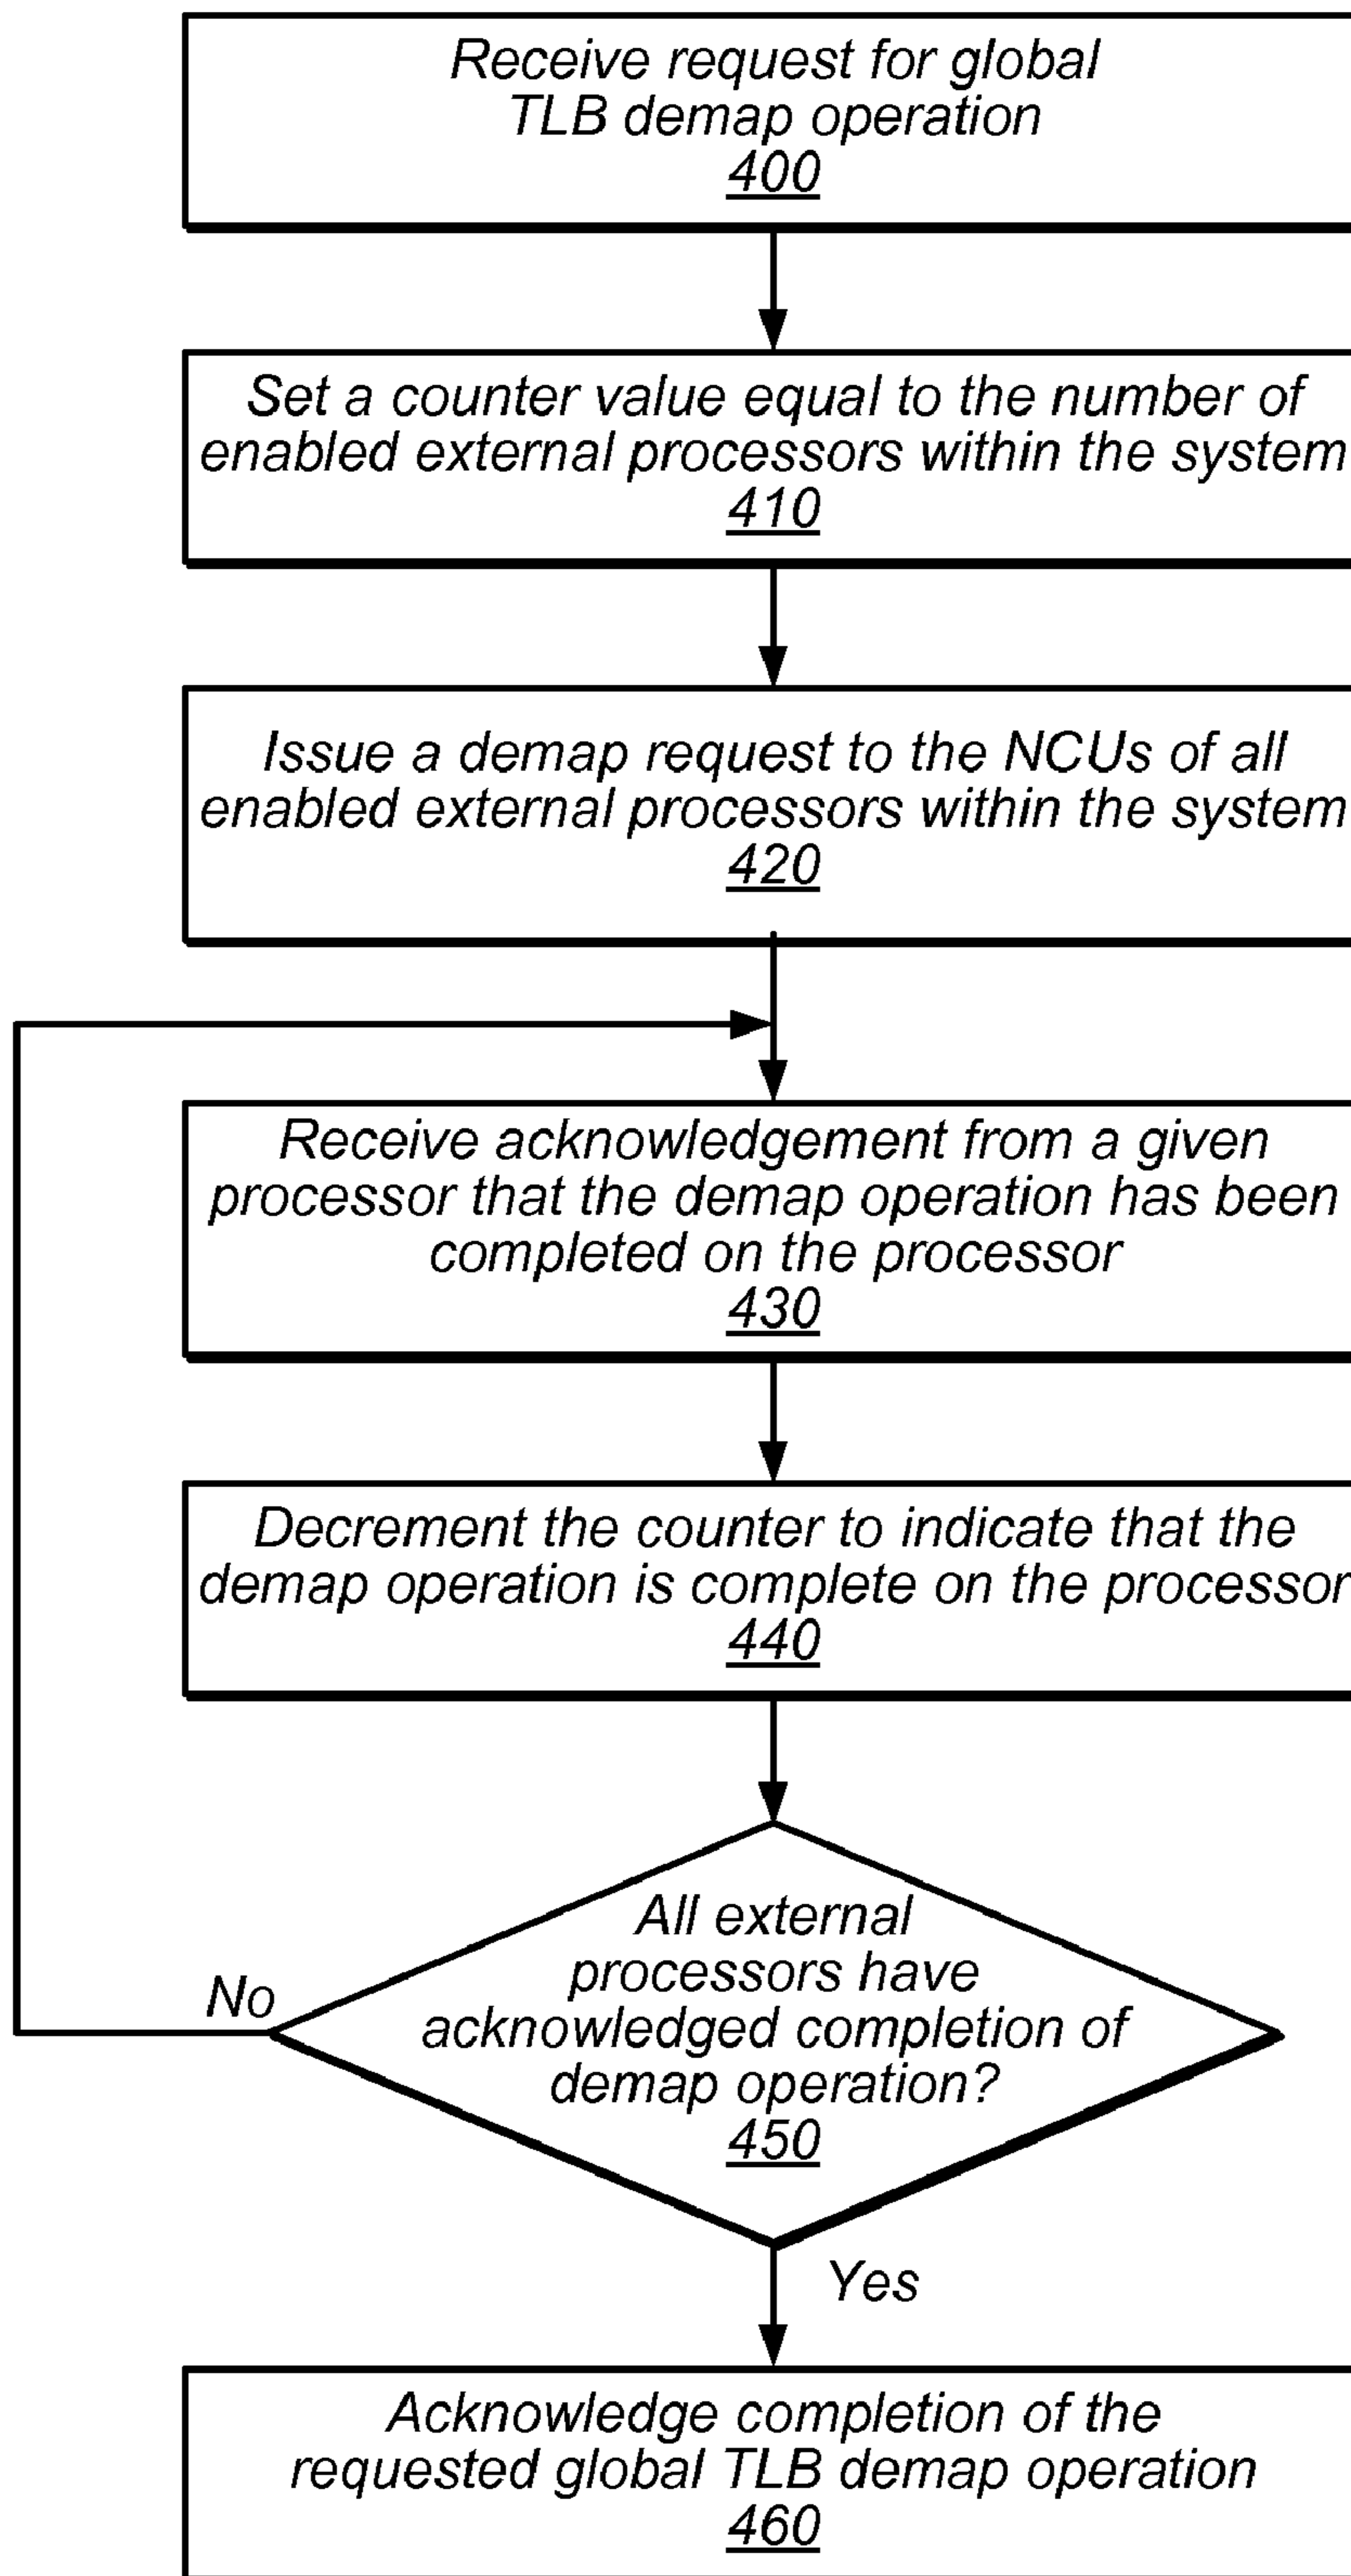 Receive request for global
TLB demap operation
400
Set a counter value equal to the number of
enabled external processors within the system
410
Issue a demap request to the NCUs of all
enabled external processors within the system
420
Receive acknowledgement from a given
processor that the demap operation has been
completed on the processor
430
Decrement the counter to indicate that the
demap operation is complete on the processor
440
All external
processors have
acknowledged completion of
demap operation?
450
No
Yes
Acknowledge completion of the
requested global TLB demap operation
460